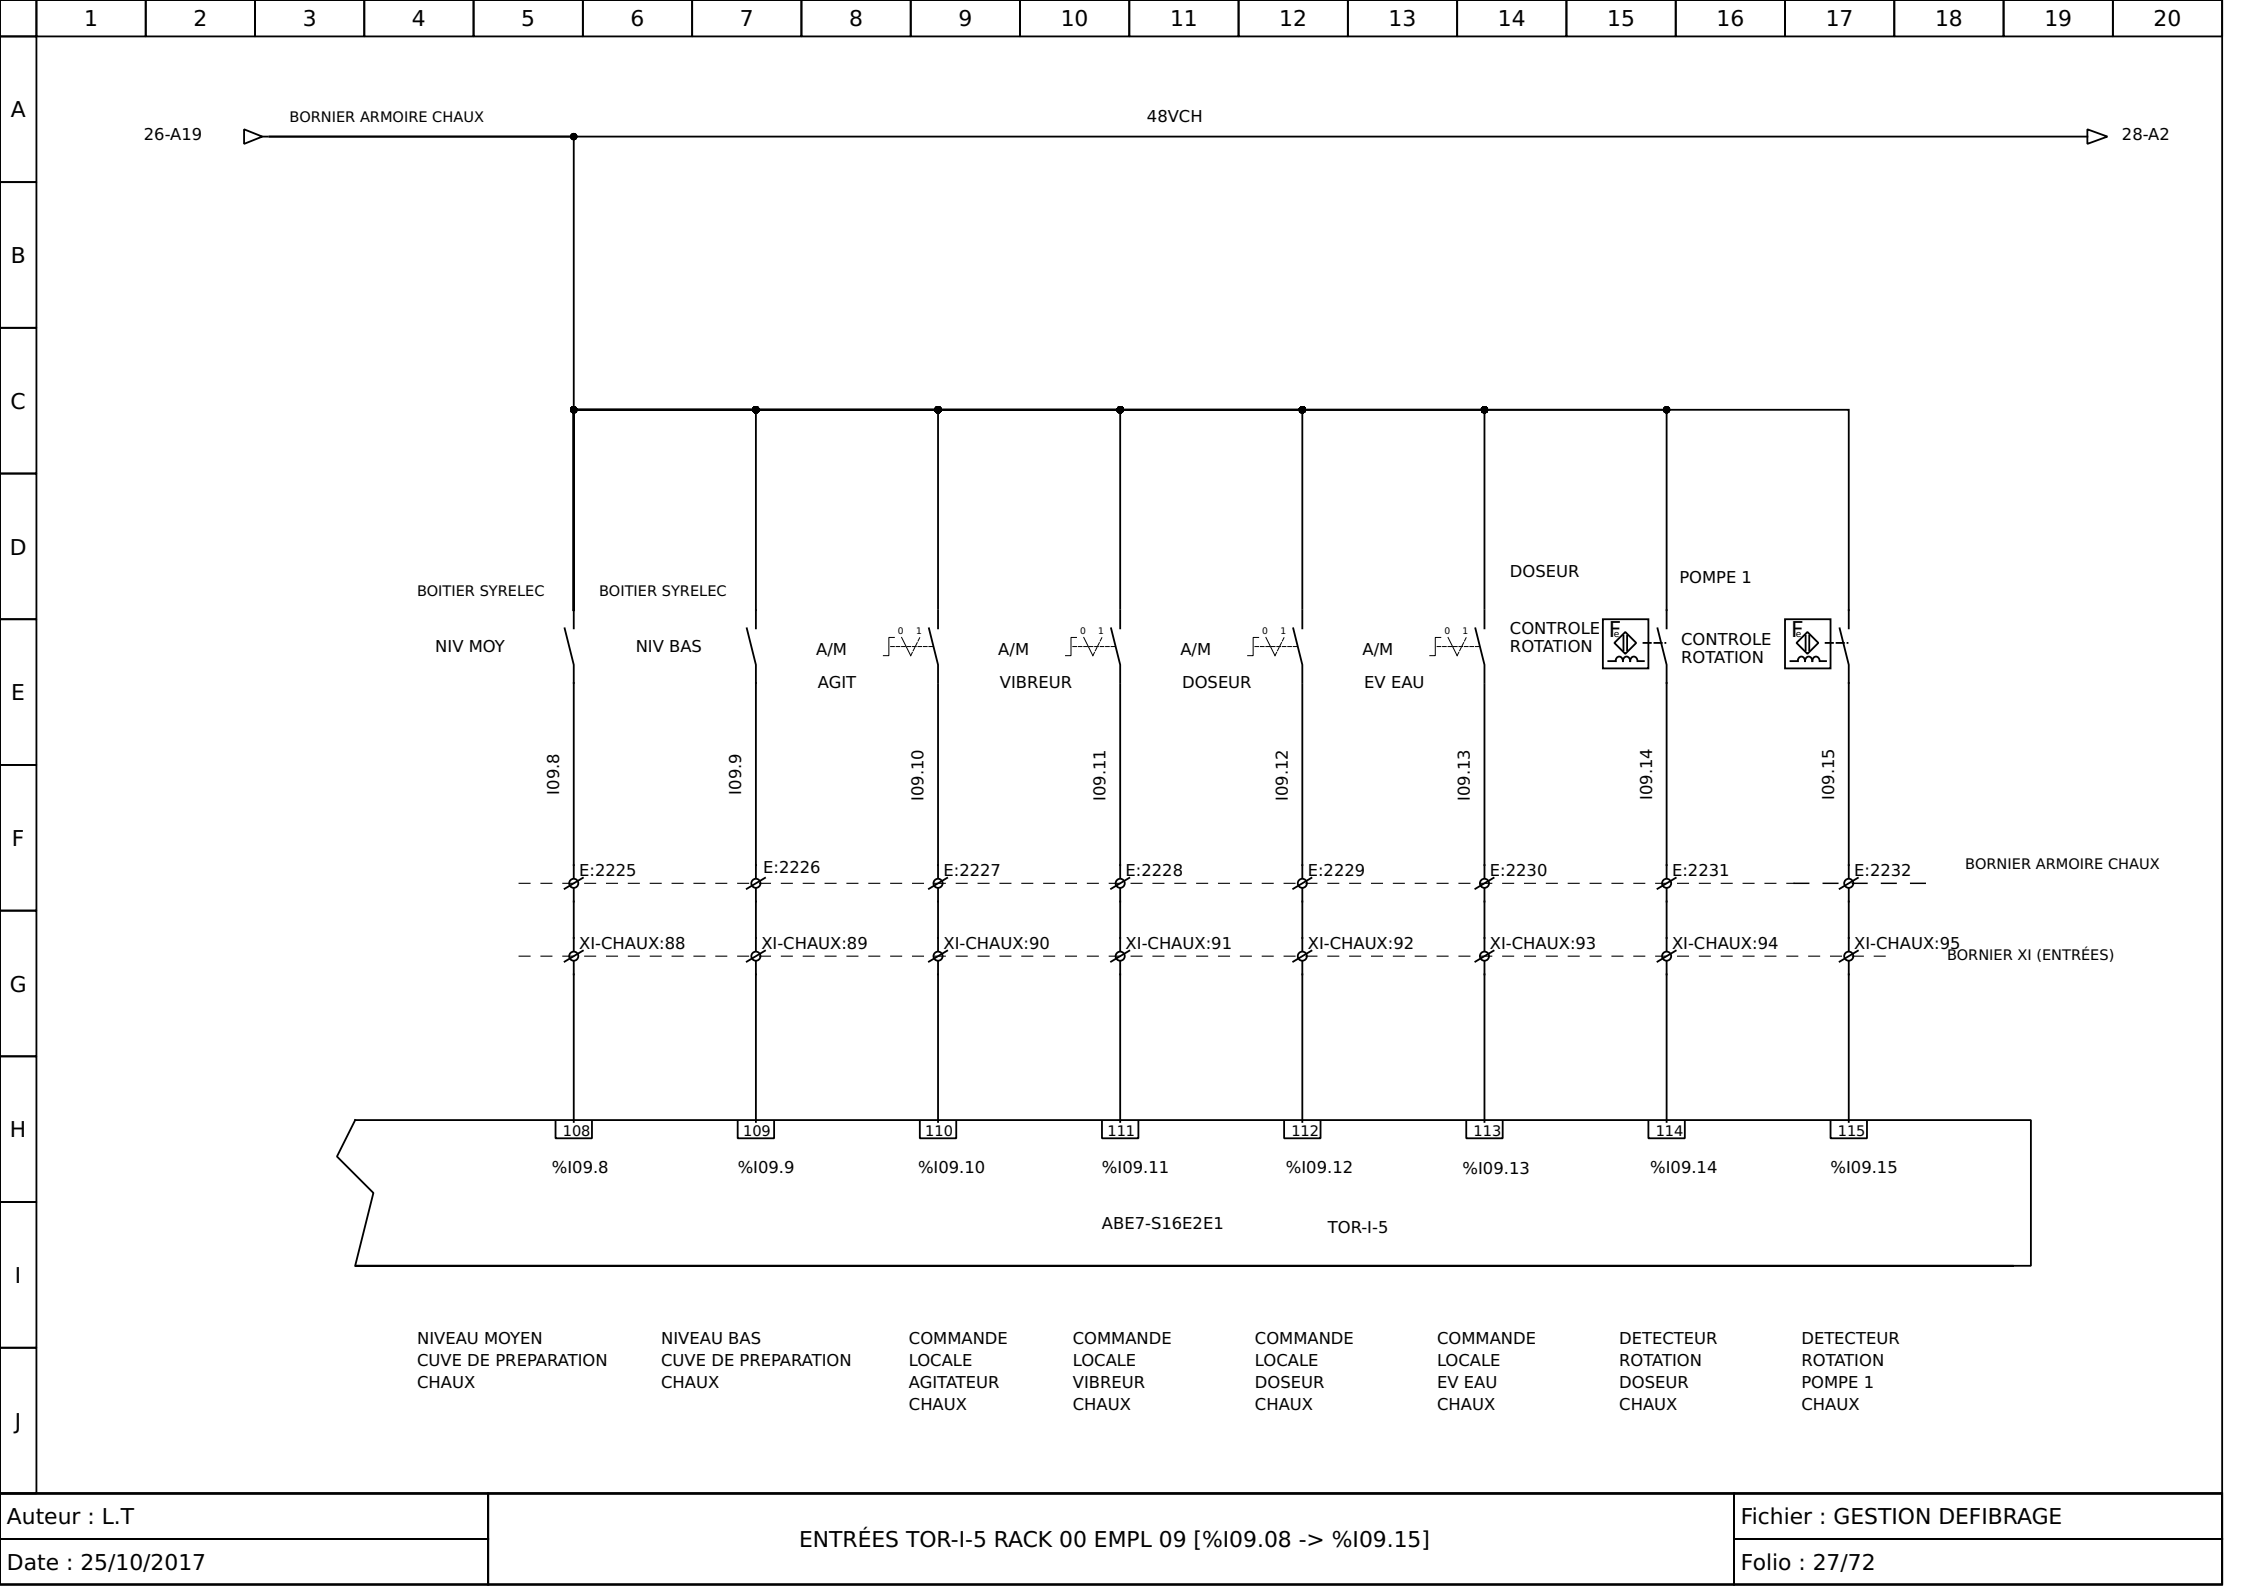 1 2 3 4 5 6 7 8 9 10 11 12 13 14 15 16 17 18 19 20
A
BORNIER ARMOIRE CHAUX
48VCH
26-A19
28-A2
B
C
D
DOSEUR
POMPE 1
BOITIER SYRELEC
BOITIER SYRELEC
E
NIV MOY
NIV BAS
A/M
0 1
AGIT
A/M
0 1
VIBREUR
A/M
0 1
DOSEUR
A/M
0 1
EV EAU
CONTROLE
ROTATION
Fe
CONTROLE
ROTATION
Fe
I09.8
I09.9
I09.10
I09.11
I09.12
I09.13
I09.14
I09.15
F
E:2225 E:2226 E:2227 E:2228 E:2229 E:2230 E:2231 E:2232
BORNIER ARMOIRE CHAUX
XI-CHAUX:88 XI-CHAUX:89 XI-CHAUX:90 XI-CHAUX:91 XI-CHAUX:92 XI-CHAUX:93 XI-CHAUX:94 XI-CHAUX:95
BORNIER XI (ENTRÉES)
G
H
108 109 110 111 112 113 114 115
%I09.8 %I09.9 %I09.10 %I09.11 %I09.12 %I09.13 %I09.14 %I09.15
ABE7-S16E2E1
TOR-I-5
I
NIVEAU MOYEN
CUVE DE PREPARATION
CHAUX
NIVEAU BAS
CUVE DE PREPARATION
CHAUX
COMMANDE
LOCALE
AGITATEUR
CHAUX
COMMANDE
LOCALE
VIBREUR
CHAUX
COMMANDE
LOCALE
DOSEUR
CHAUX
COMMANDE
LOCALE
EV EAU
CHAUX
DETECTEUR
ROTATION
DOSEUR
CHAUX
DETECTEUR
ROTATION
POMPE 1
CHAUX
J
Auteur : L.T
Date : 25/10/2017
ENTRÉES TOR-I-5 RACK 00 EMPL 09 [%I09.08 -> %I09.15]
Fichier : GESTION DEFIBRAGE
Folio : 27/72